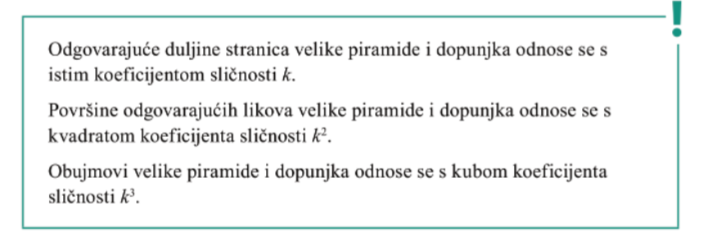 Odgovarajuće duljine stranica velike piramide i dopunjka odnose se s
istim koeficijentom sličnosti k.
Površine odgovarajućih likova velike piramide i dopunjka odnose se s
kvadratom koeficijenta sličnosti k².
Obujmovi velike piramide i dopunjka odnose se s kubom koeficijenta
sličnosti k³.
!